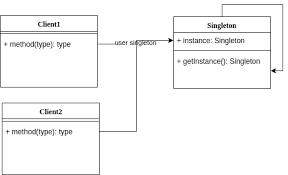 Client1
+ method(type): type
user singleton
Singleton
+ instance: Singleton
+ getInstance(): Singleton
Client2
+ method(type): type